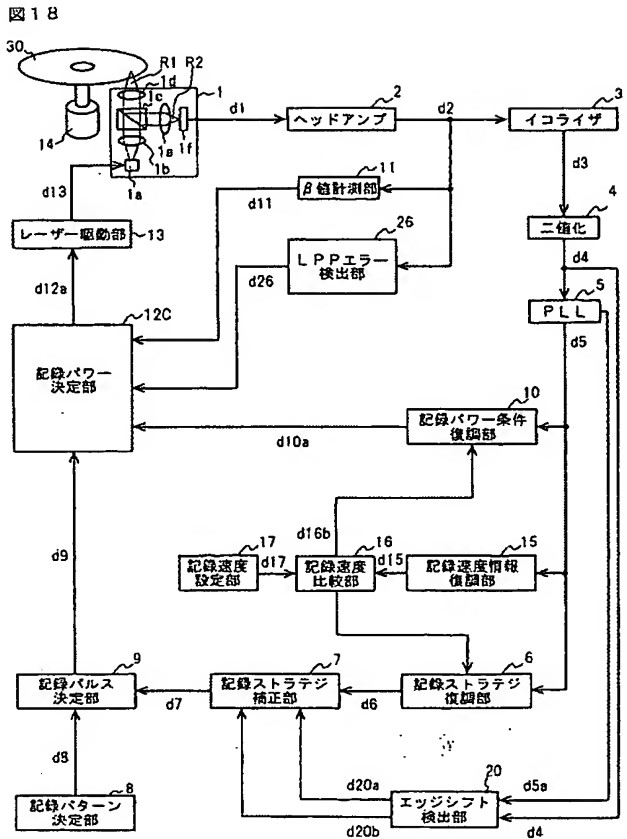 図18
30
R1
1d
1c
R2
1
1e
1f
1b
1a
14
d1
2
ヘッドアンプ
d2
3
イコライザ
d3
4
二値化
d4
5
PLL
d5
d13
11
β値計測部
d11
レーザー駆動部
13
26
LPPエラー
検出部
d26
d12a
12C
記録パワー
決定部
10
記録パワー条件
復調部
d10a
d16b
17
記録速度
設定部
d17
16
記録速度
比較部
d15
15
記録速度情報
復調部
d9
9
記録パルス
決定部
d7
7
記録ストラテジ
補正部
d6
6
記録ストラテジ
復調部
d8
8
記録パターン
決定部
d20a
d20b
20
エッジシフト
検出部
d5a
d4